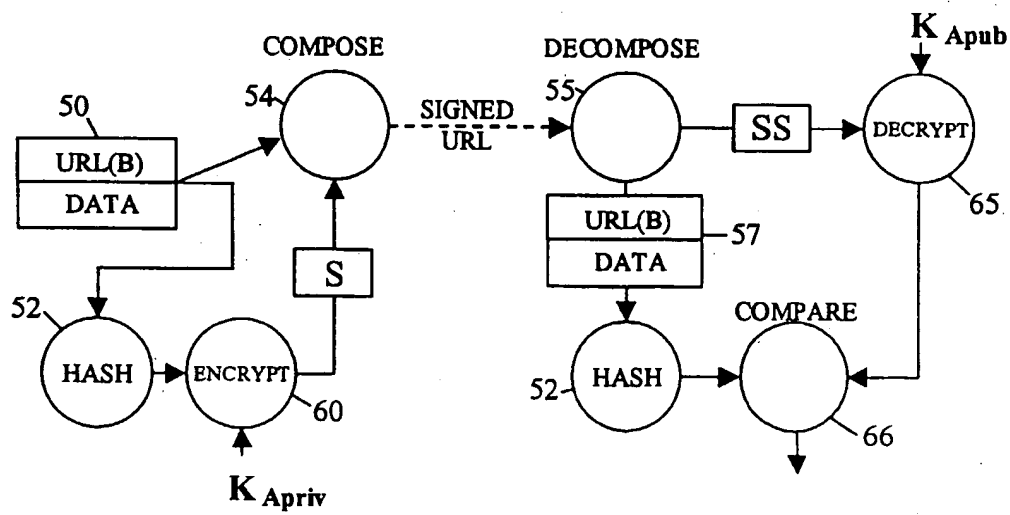 COMPOSE
54
50
URL(B)
DATA
S
52
HASH
ENCRYPT
60
K Apriv
SIGNED
URL
DECOMPOSE
55
SS
K Apub
DECRYPT
65
URL(B)
DATA
57
52
HASH
COMPARE
66